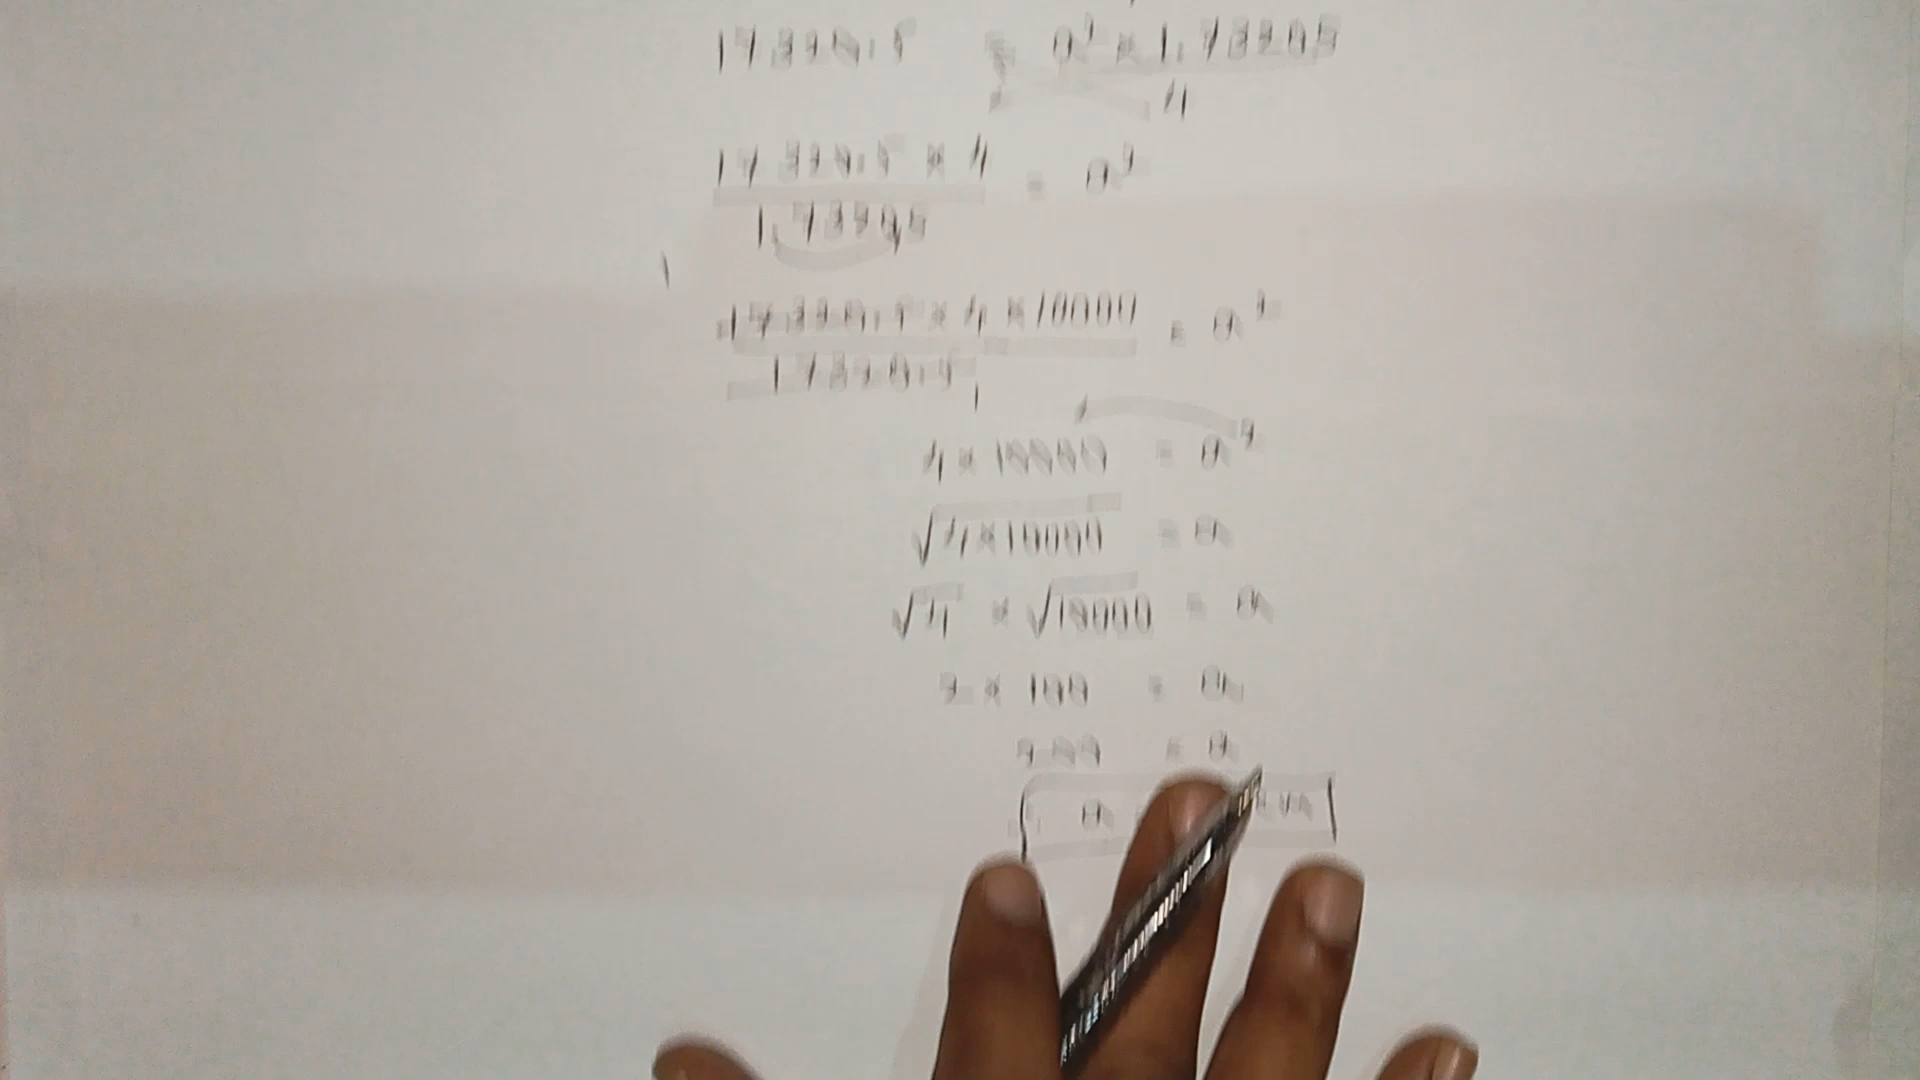 17320.5 = a² × 1.73205
4
17320.5 × 4 = a²
1.73205
17320.5 × 4 × 10000 = a²
17320.5
4 × 10000 = a²
√4×10000 = a
√4 × √10000 = a
2 × 100 = a
200 = a
a